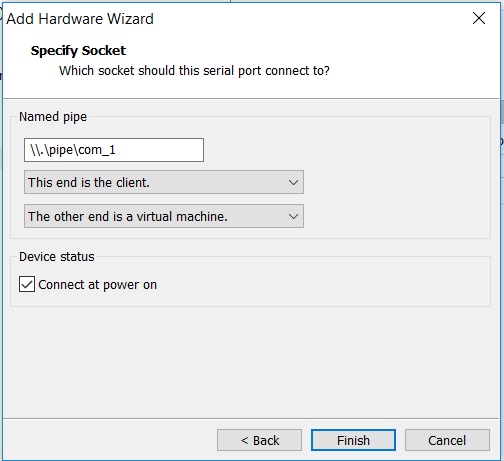 Add Hardware Wizard
Specify Socket
Which socket should this serial port connect to?
Named pipe
\\.\pipe\com_1
This end is the client.
The other end is a virtual machine.
Device status
Connect at power on
< Back
Finish
Cancel